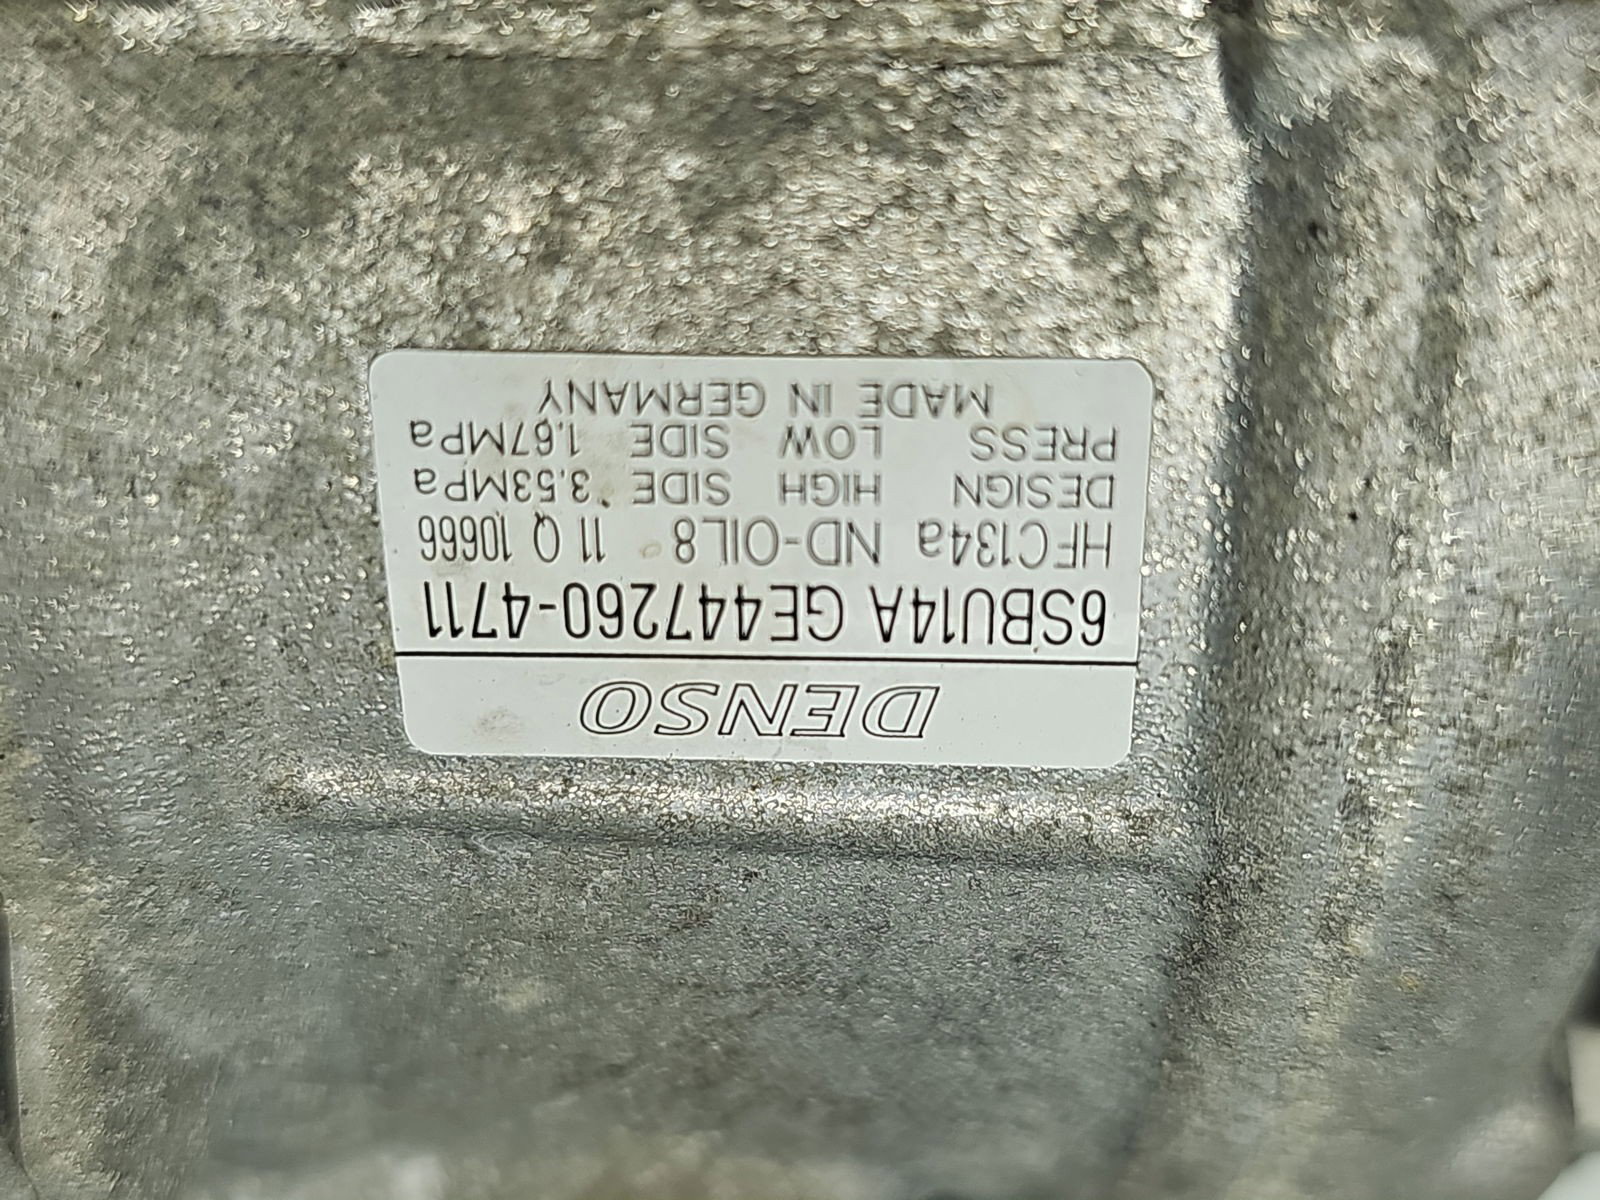 DENSO
6SBU14A GE447260-4711
HFC134a ND-OIL8 11 Q 10666
DESIGN HIGH SIDE 3.53MPa
PRESS LOW SIDE 1.67MPa
MADE IN GERMANY